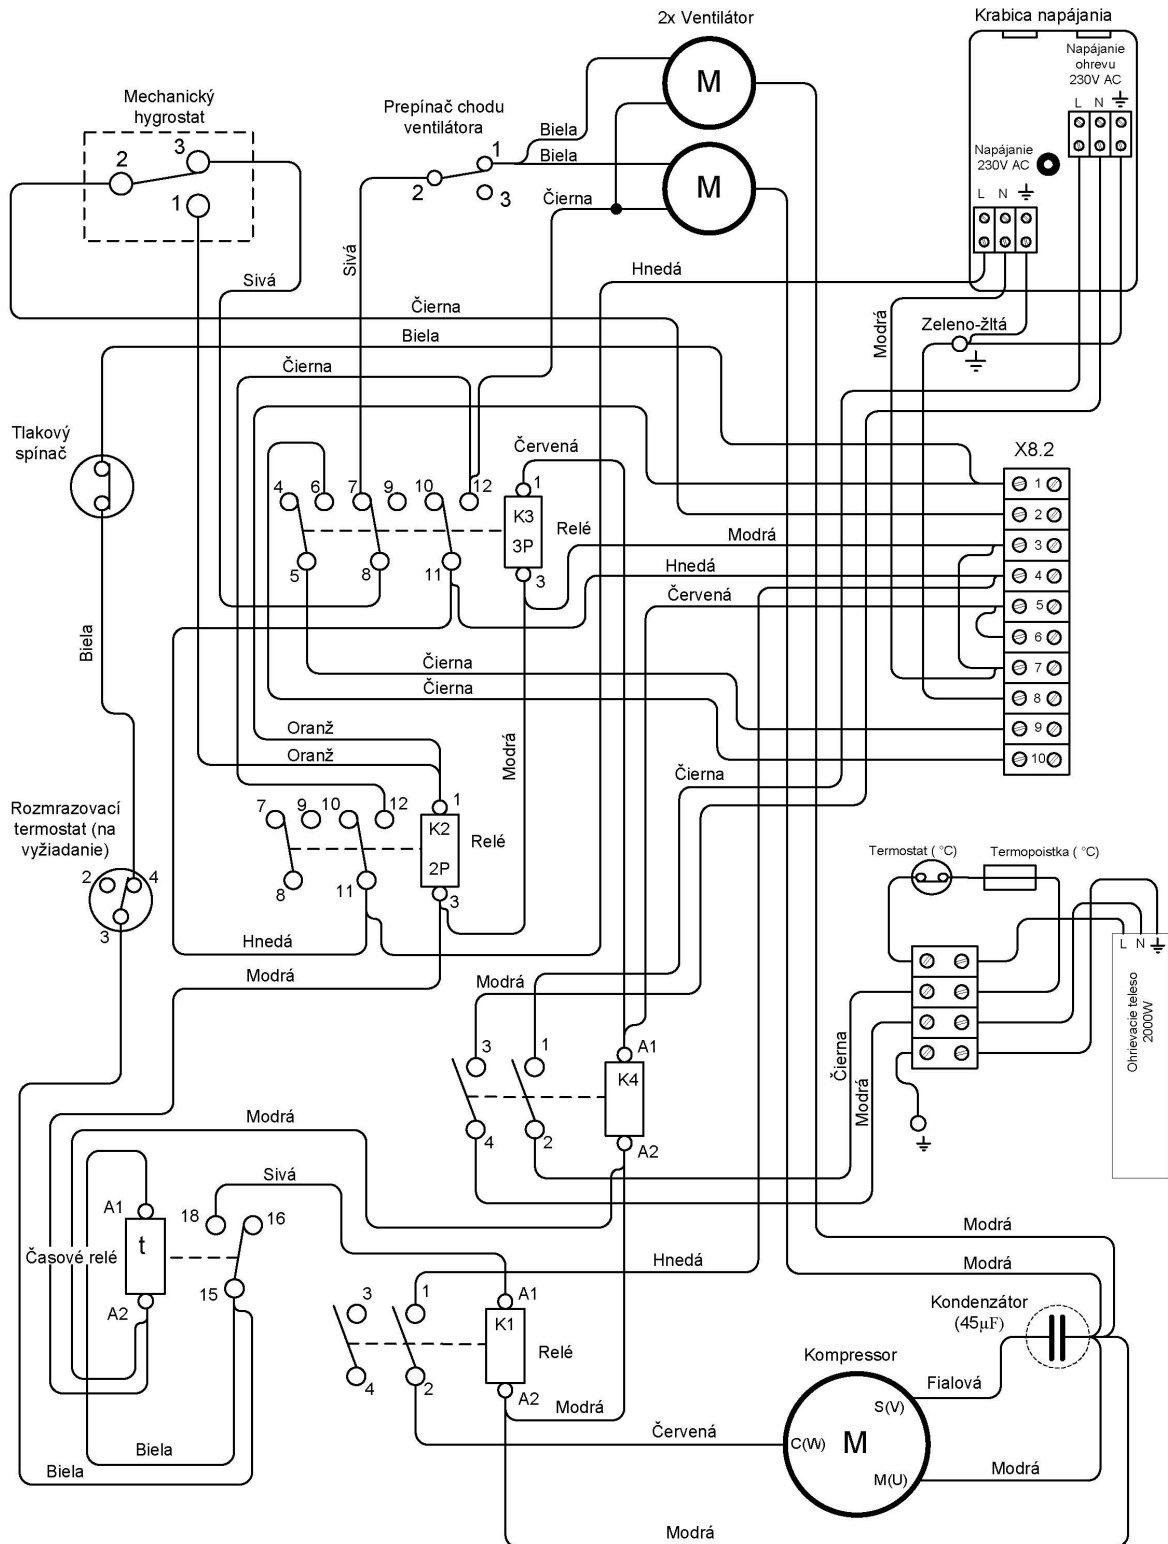 2x Ventilátor
Krabica napájania
Napájanie
ohrevu
230V AC
L N
Napájanie
230V AC
L N
Mechanický
hygrostat
2
3
1
Prepínač chodu
ventilátora
1
2
3
Biela
Biela
Čierna
M
M
Sivá
Sivá
Hnedá
Čierna
Biela
Modrá
Zeleno-žltá
Čierna
Tlakový
spínač
Červená
X8.2
4
6
7
9
10
12
1
K3
3P
Relé
3
5
8
11
1
2
3
4
5
6
7
8
9
10
Modrá
Hnedá
Červená
Biela
Čierna
Čierna
Oranž
Oranž
Modrá
Čierna
Rozmrazovací
termostat (na
vyžiadanie)
2
4
3
7
9
10
12
1
K2
2P
Relé
3
8
11
Hnedá
Modrá
Modrá
Termostat ( °C)
Termopoistka ( °C)
L N
Ohrievacie teleso
2000W
Čierna
Modrá
3
1
A1
K4
4
2
A2
Modrá
Sivá
A1
18
16
t
Časové relé
15
A2
Hnedá
Modrá
Modrá
3
1
A1
K1
Relé
4
2
A2
Modrá
Kondenzátor
(45µF)
Kompressor
Fialová
S(V)
C(W)
M
M(U)
Červená
Modrá
Biela
Biela
Modrá